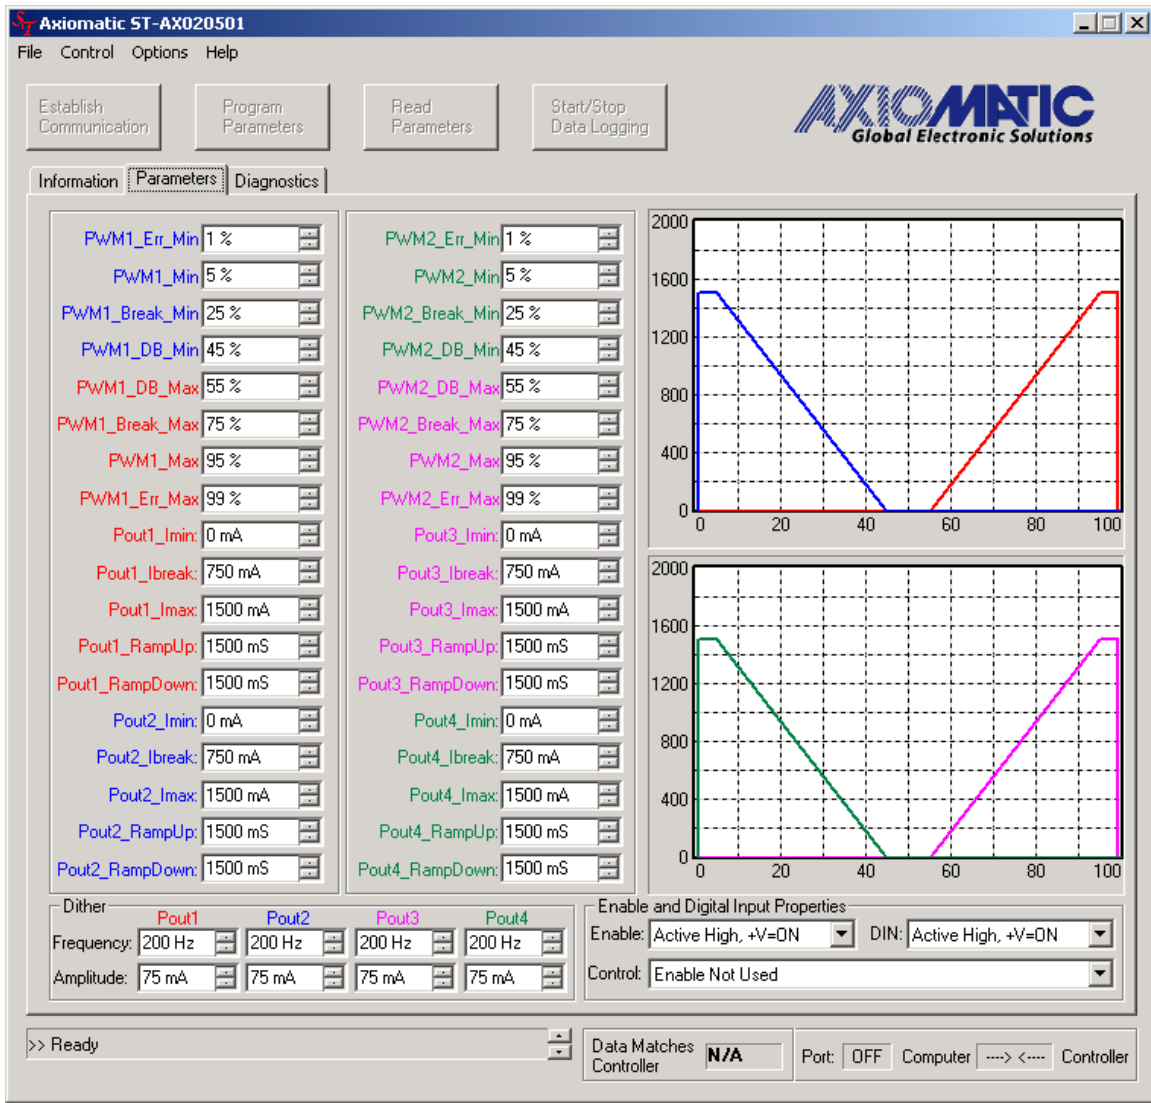 Axiomatic ST-AX020501
File Control Options Help
Establish Communication
Program Parameters
Read Parameters
Start/Stop Data Logging
AXIOMATIC
Global Electronic Solutions
Information Parameters Diagnostics
PWM1_Err_Min 1 %
PWM1_Min 5 %
PWM1_Break_Min 25 %
PWM1_DB_Min 45 %
PWM1_DB_Max 55 %
PWM1_Break_Max 75 %
PWM1_Max 95 %
PWM1_Err_Max 99 %
Pout1_Imin: 0 mA
Pout1_Ibreak: 750 mA
Pout1_Imax: 1500 mA
Pout1_RampUp: 1500 mS
Pout1_RampDown: 1500 mS
Pout2_Imin: 0 mA
Pout2_Ibreak: 750 mA
Pout2_Imax: 1500 mA
Pout2_RampUp: 1500 mS
Pout2_RampDown: 1500 mS
PWM2_Err_Min 1 %
PWM2_Min 5 %
PWM2_Break_Min 25 %
PWM2_DB_Min 45 %
PWM2_DB_Max 55 %
PWM2_Break_Max 75 %
PWM2_Max 95 %
PWM2_Err_Max 99 %
Pout3_Imin: 0 mA
Pout3_Ibreak: 750 mA
Pout3_Imax: 1500 mA
Pout3_RampUp: 1500 mS
Pout3_RampDown: 1500 mS
Pout4_Imin: 0 mA
Pout4_Ibreak: 750 mA
Pout4_Imax: 1500 mA
Pout4_RampUp: 1500 mS
Pout4_RampDown: 1500 mS
2000
1600
1200
800
400
0
0 20 40 60 80 100
2000
1600
1200
800
400
0
0 20 40 60 80 100
Dither
Pout1 Pout2 Pout3 Pout4
Frequency: 200 Hz 200 Hz 200 Hz 200 Hz
Amplitude: 75 mA 75 mA 75 mA 75 mA
Enable and Digital Input Properties
Enable: Active High, +V=ON DIN: Active High, +V=ON
Control: Enable Not Used
>> Ready
Data Matches Controller N/A
Port: OFF Computer ----> <---- Controller